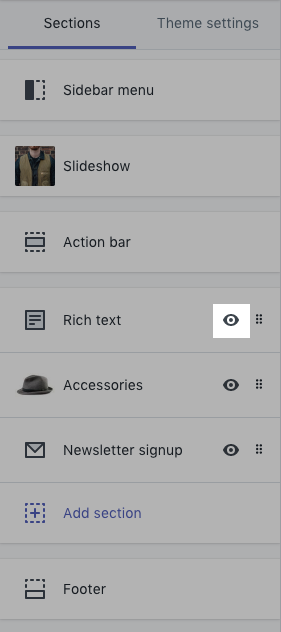 Sections
Theme settings
Sidebar menu
Slideshow
Action bar
Rich text
Accessories
Newsletter signup
Add section
Footer